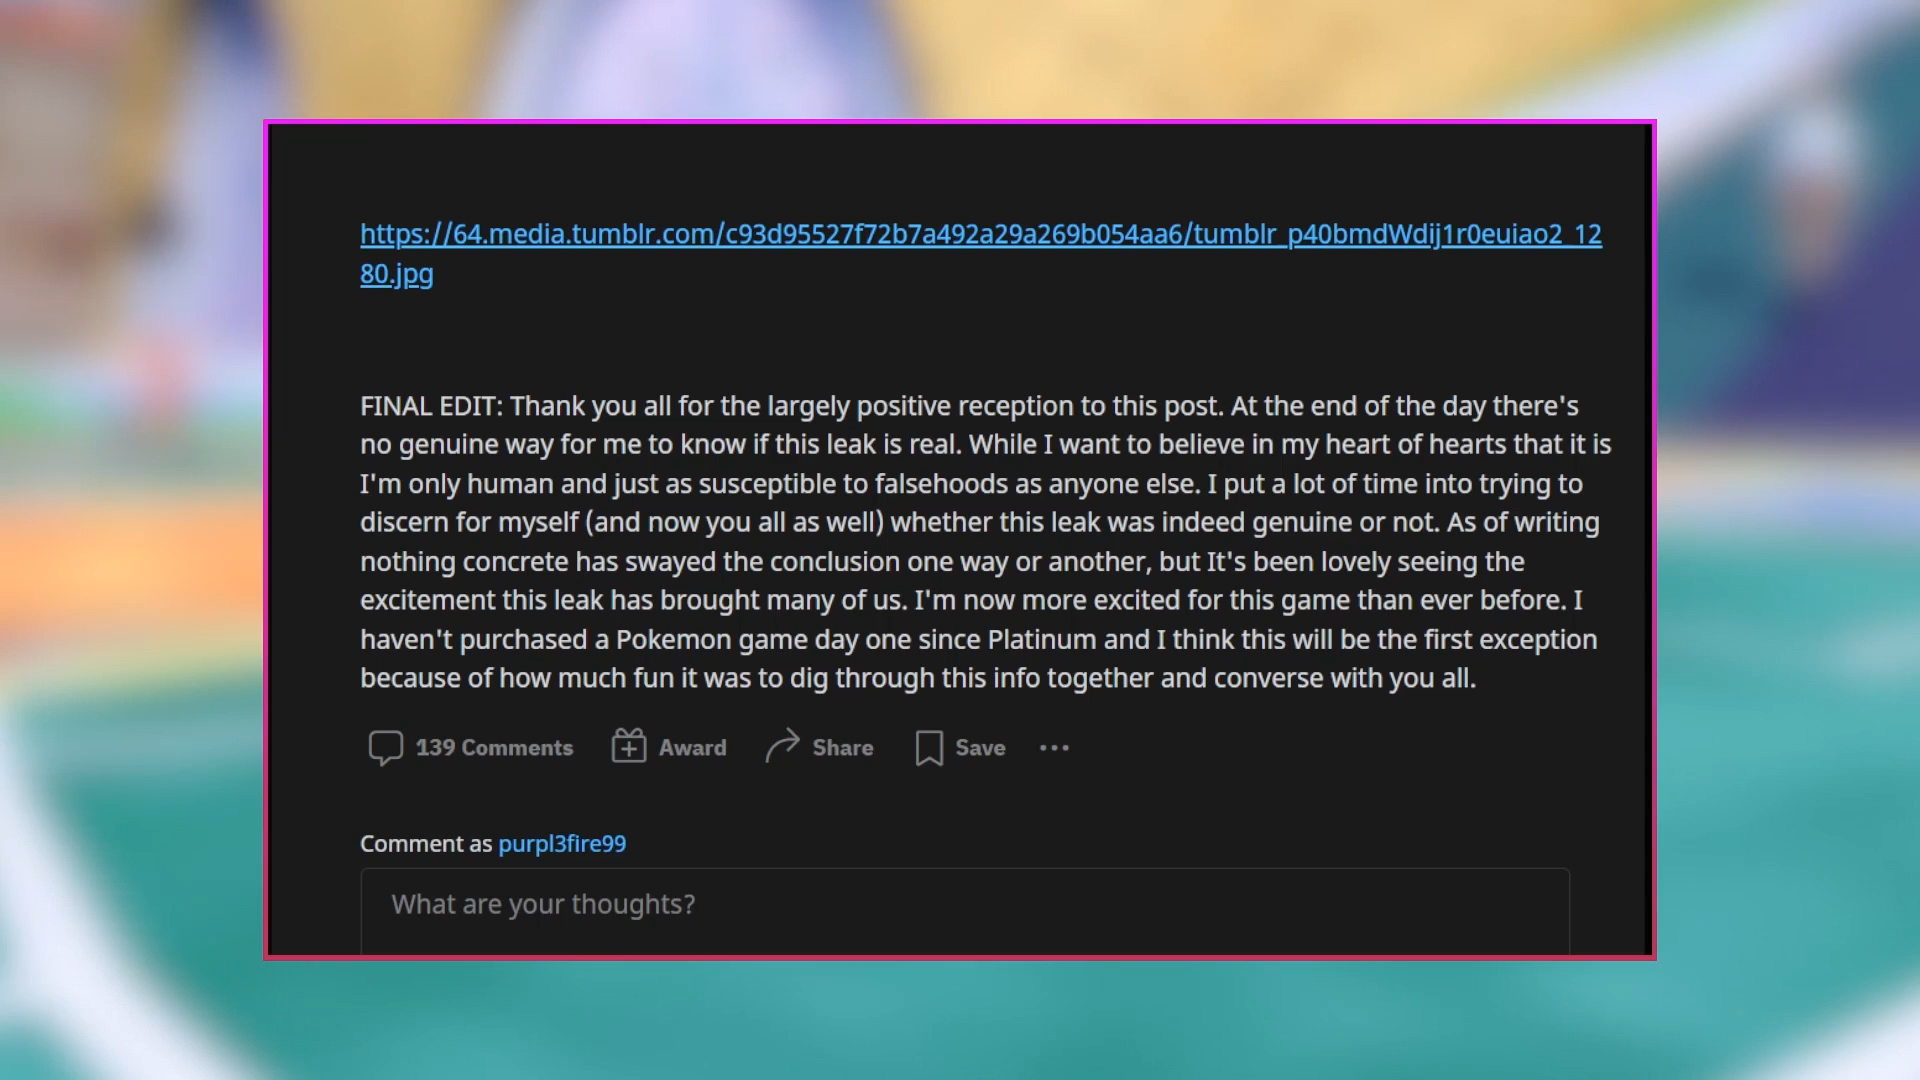 https://64.media.tumblr.com/c93d95527f72b7a492a29a269b054aa6/tumblr_p40bmdWdij1r0euiao2_12
80.jpg
FINAL EDIT: Thank you all for the largely positive reception to this post. At the end of the day there's
no genuine way for me to know if this leak is real. While I want to believe in my heart of hearts that it is
I'm only human and just as susceptible to falsehoods as anyone else. I put a lot of time into trying to
discern for myself (and now you all as well) whether this leak was indeed genuine or not. As of writing
nothing concrete has swayed the conclusion one way or another, but It's been lovely seeing the
excitement this leak has brought many of us. I'm now more excited for this game than ever before. I
haven't purchased a Pokemon game day one since Platinum and I think this will be the first exception
because of how much fun it was to dig through this info together and converse with you all.
139 Comments Award Share Save ...
Comment as purpl3fire99
What are your thoughts?